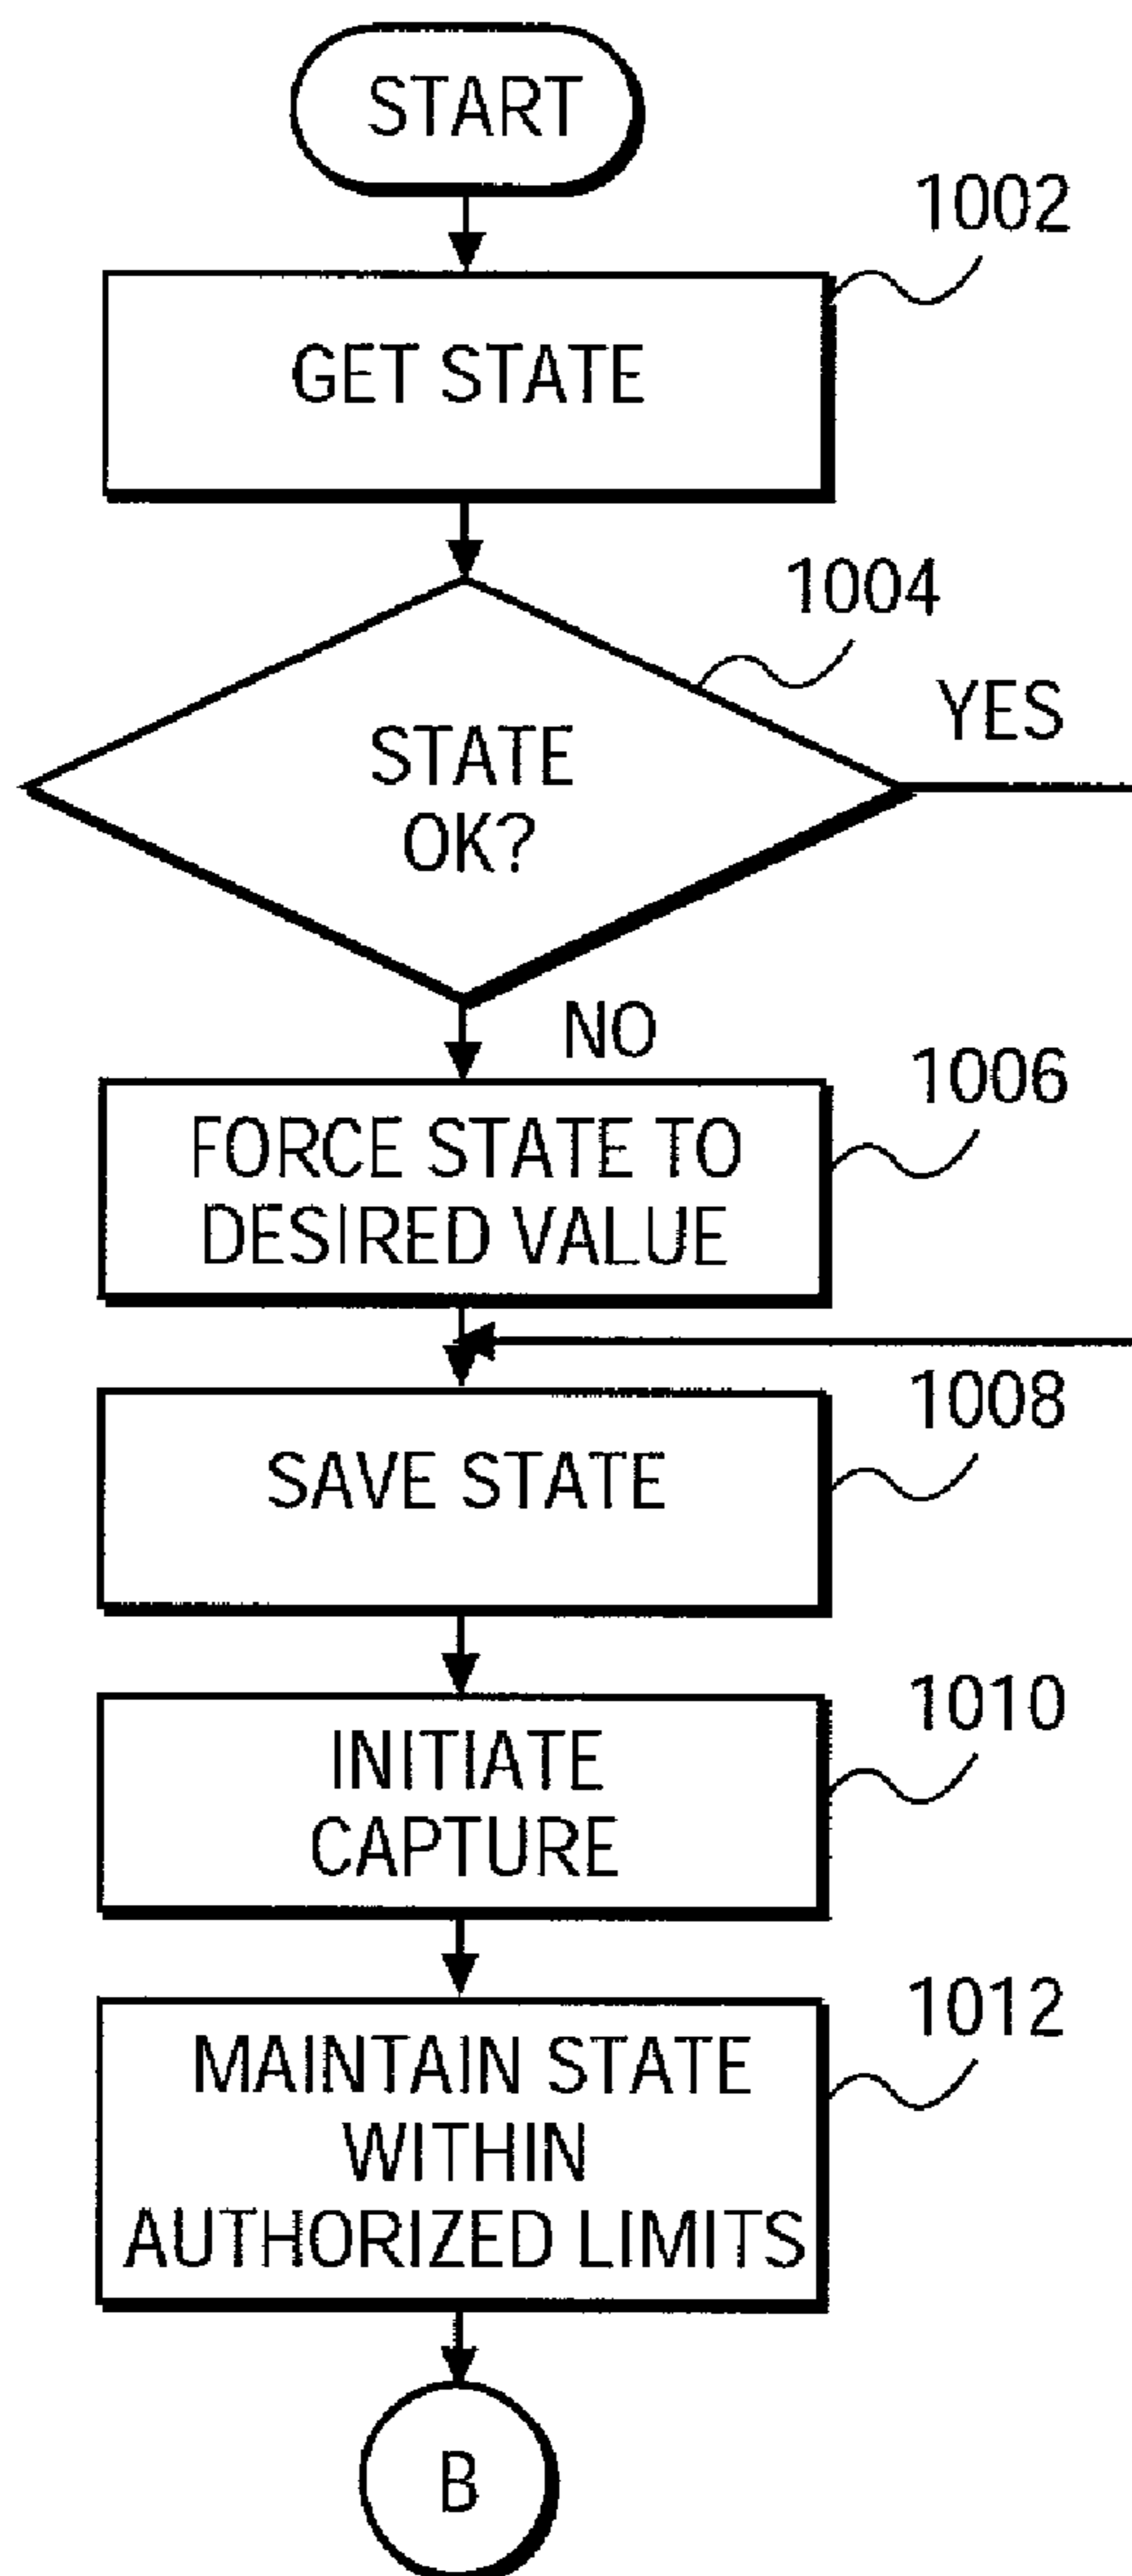 START
1002
GET STATE
1004
YES
STATE
OK?
NO
1006
FORCE STATE TO
DESIRED VALUE
1008
SAVE STATE
1010
INITIATE
CAPTURE
1012
MAINTAIN STATE
WITHIN
AUTHORIZED LIMITS
B